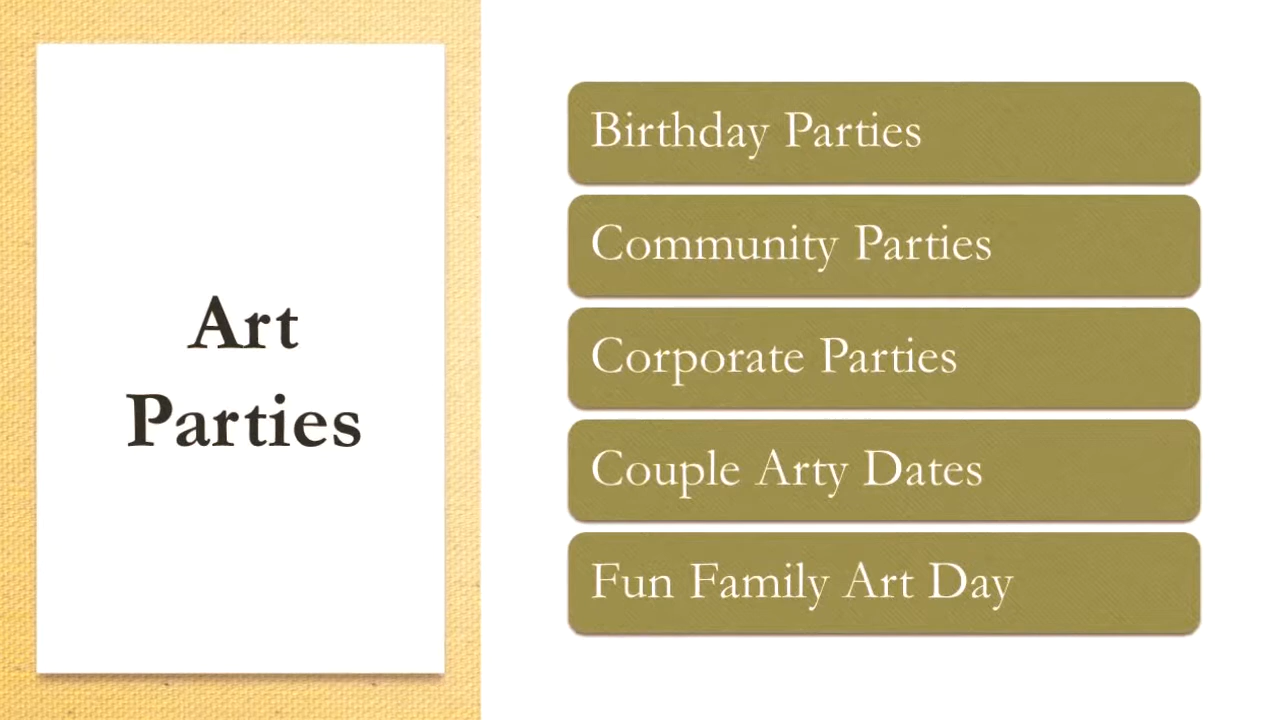 Art
Parties
Birthday Parties
Community Parties
Corporate Parties
Couple Arty Dates
Fun Family Art Day